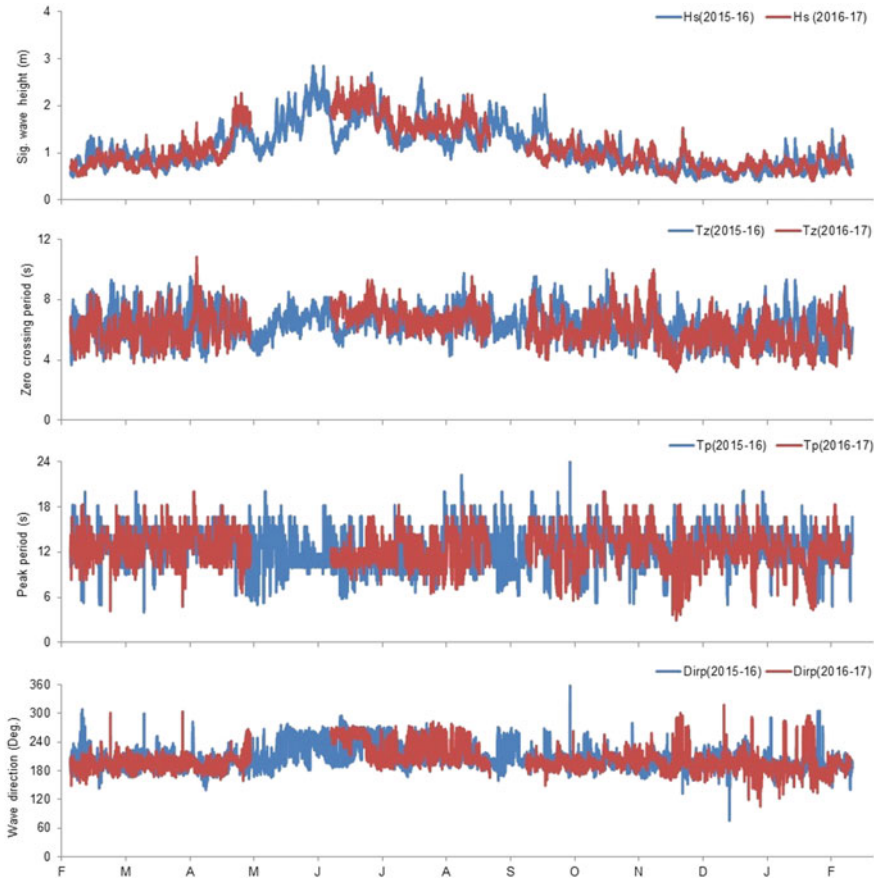 Hs(2015-16) Hs (2016-17)
Sig. wave height (m)
4
3
2
1
0
Tz(2015-16) Tz(2016-17)
Zero crossing period (s)
12
8
4
0
Tp(2015-16) Tp(2016-17)
Peak period (s)
24
18
12
6
0
Dirp(2015-16) Dirp(2016-17)
Wave direction (Deg.)
360
300
240
180
120
60
0
F M A M J J A S O N D J F